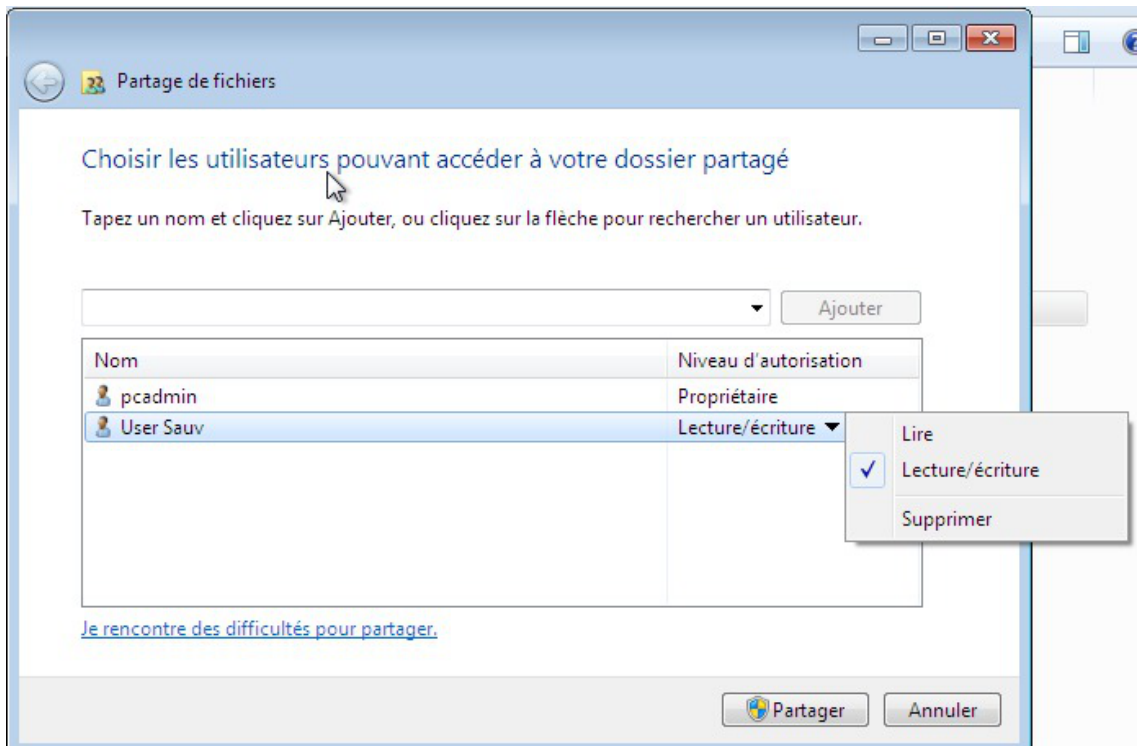 Partage de fichiers
Choisir les utilisateurs pouvant accéder à votre dossier partagé
Tapez un nom et cliquez sur Ajouter, ou cliquez sur la flèche pour rechercher un utilisateur.
Ajouter
Nom Niveau d'autorisation
pcadmin Propriétaire
User Sauv Lecture/écriture
Lire
Lecture/écriture
Supprimer
Je rencontre des difficultés pour partager.
Partager Annuler